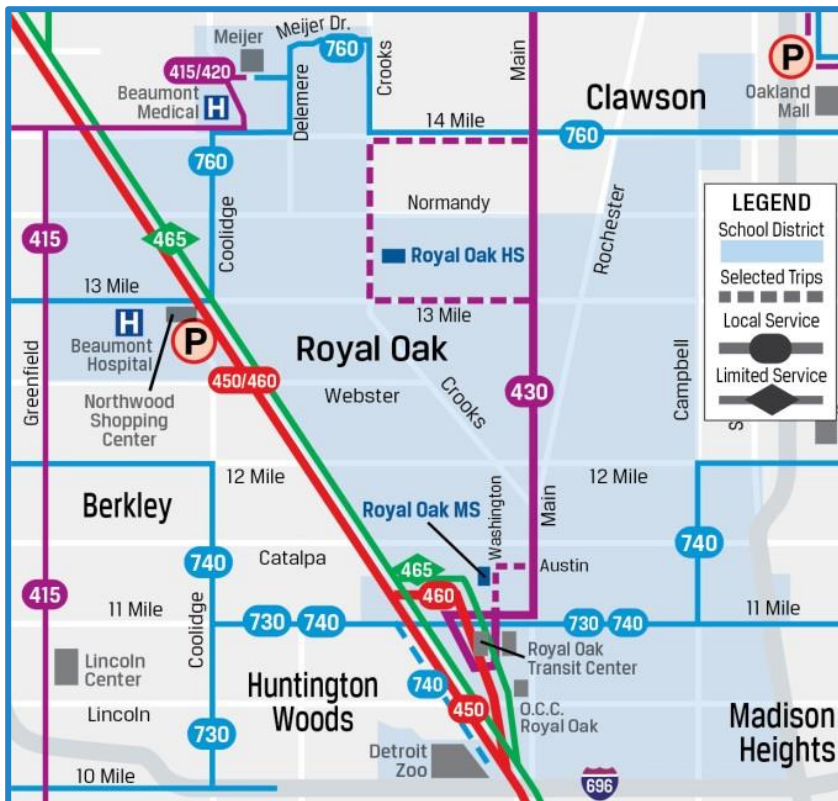 Meijer Dr.
Meijer
760
Crooks
Main
P
415/420
Delemere
Clawson
Oakland
Mall
Beaumont
Medical
H
14 Mile
760
760
Rochester
LEGEND
School District
Selected Trips
Local Service
Limited Service
Normandy
415
465
Coolidge
Royal Oak HS
13 Mile
13 Mile
H
Beaumont
Hospital
P
Royal Oak
Greenfield
Northwood
Shopping
Center
450/460
Webster
Crooks
430
Campbell
S
12 Mile
12 Mile
Berkley
Royal Oak MS
Washington
Main
740
740
Catalpa
465
Austin
415
460
11 Mile
11 Mile
730
740
730
740
Coolidge
Lincoln
Center
Royal Oak
Transit Center
Lincoln
Huntington
Woods
740
450
O.C.C.
Royal Oak
Madison
Heights
730
Detroit
Zoo
10 Mile
INTERSTATE
696